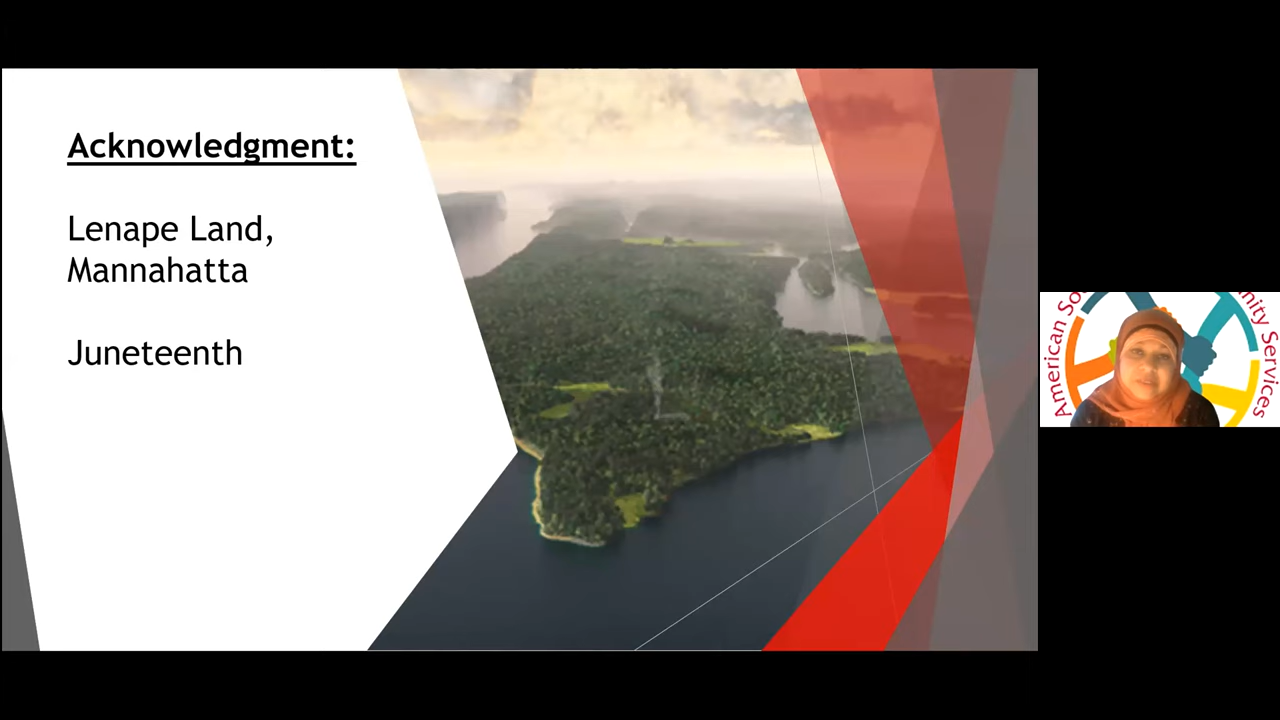 Acknowledgment:
Lenape Land,
Mannahatta
Juneteenth
American So
nity Services